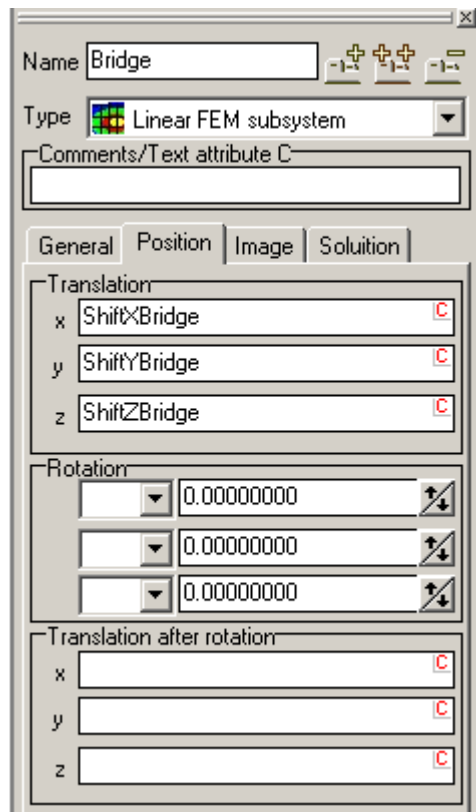 Name Bridge
Type Linear FEM subsystem
Comments/Text attribute C
General Position Image Soluition
Translation
x ShiftXBridge C
y ShiftYBridge C
z ShiftZBridge C
Rotation
0.00000000
0.00000000
0.00000000
Translation after rotation
x C
y C
z C